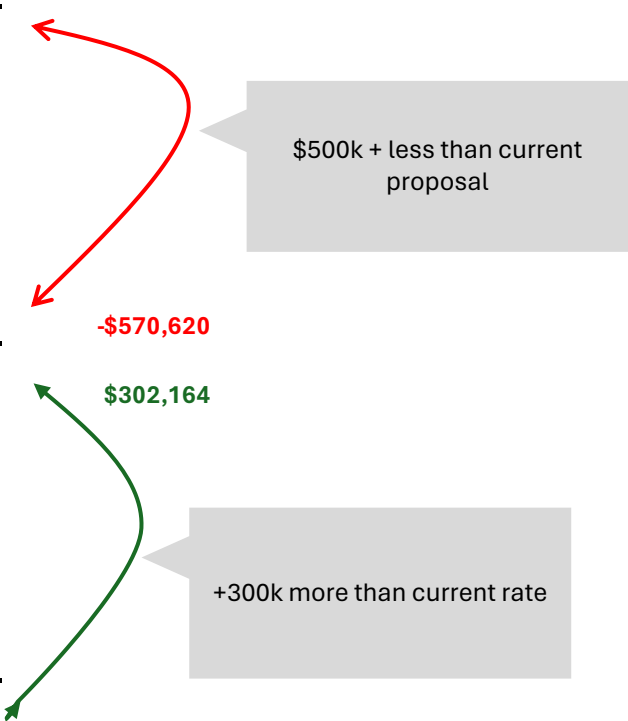 $500k + less than current
proposal
-$570,620
$302,164
+300k more than current rate